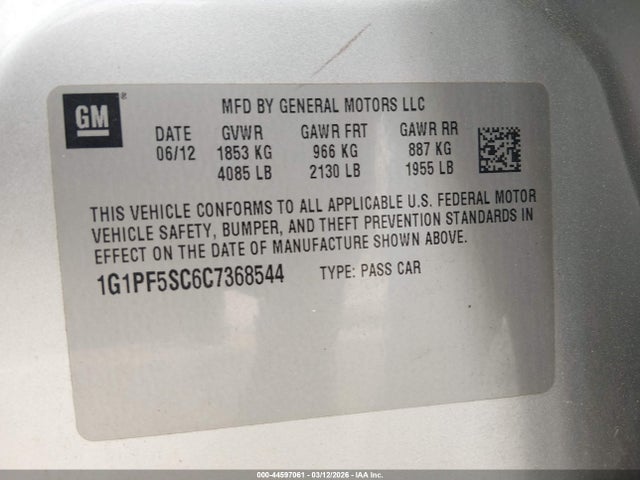 GM ®
MFD BY GENERAL MOTORS LLC
DATE GVWR GAWR FRT GAWR RR
06/12 1853 KG 966 KG 887 KG
4085 LB 2130 LB 1955 LB
THIS VEHICLE CONFORMS TO ALL APPLICABLE U.S. FEDERAL MOTOR
VEHICLE SAFETY, BUMPER, AND THEFT PREVENTION STANDARDS IN
EFFECT ON THE DATE OF MANUFACTURE SHOWN ABOVE.
1G1PF5SC6C7368544 TYPE: PASS CAR
000-44597061 - 03/12/2026 - IAA Inc.